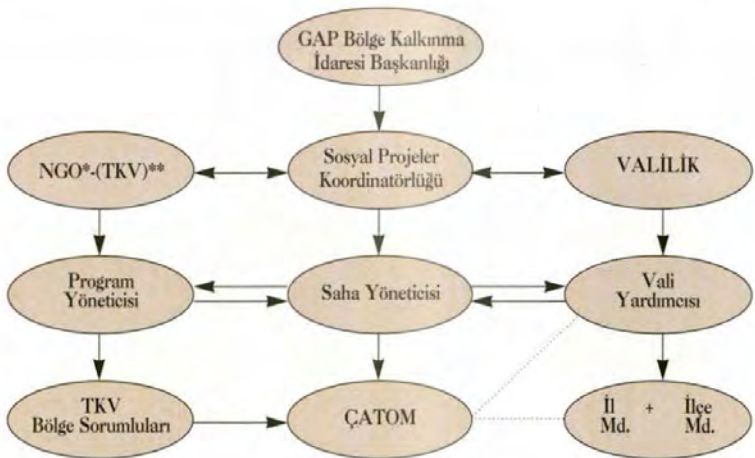 GAP Bölge Kalkınma
İdaresi Başkanlığı
NGO*-(TKV)**
Sosyal Projeler
Koordinatörlüğü
VALİLİK
Program
Yöneticisi
Saha Yöneticisi
Vali
Yardımcısı
TKV
Bölge Sorumluları
ÇATOM
İl + İlçe
Md. Md.